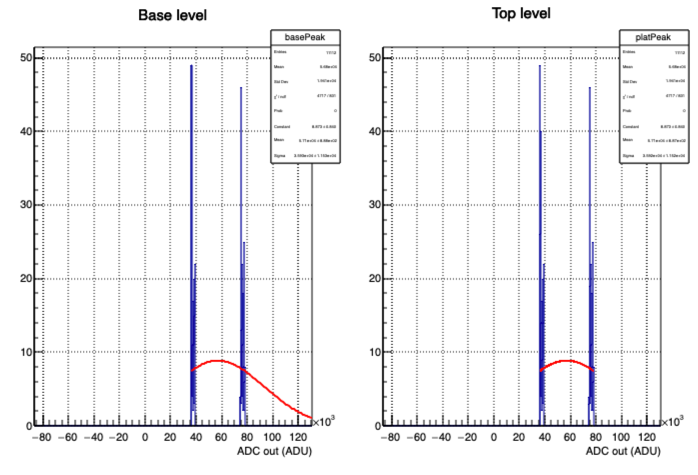 Base level
basePeak
Entries
Mean
Std Dev
Prob 0
Constant
Mean
Sigma
50
40
30
20
10
0
−80 −60 −40 −20 0 20 40 60 80 100 120
×10³
ADC out (ADU)
Top level
platPeak
Entries
Mean
Std Dev
Prob 0
Constant
Mean
Sigma
50
40
30
20
10
0
−80 −60 −40 −20 0 20 40 60 80 100 120
×10³
ADC out (ADU)